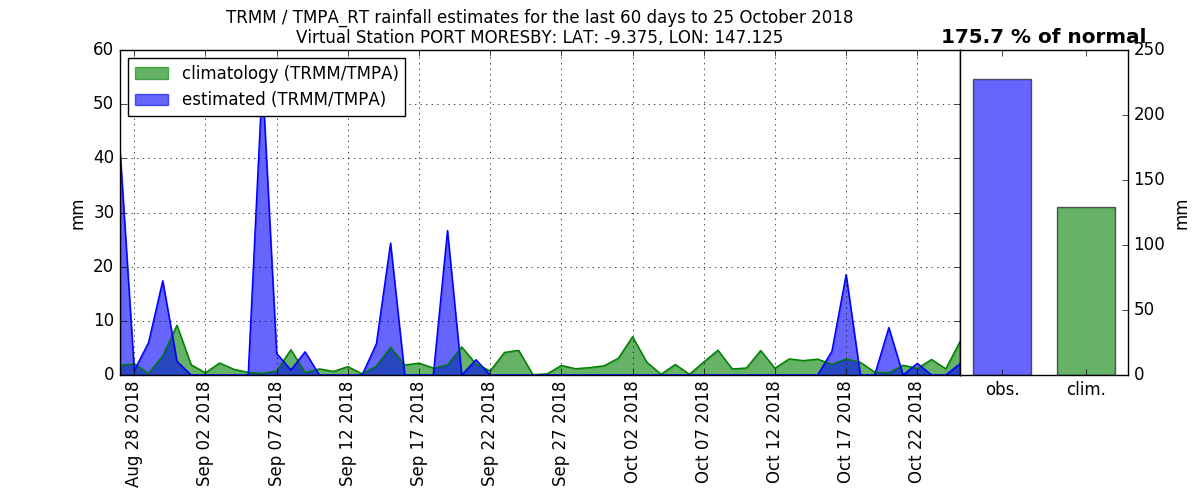 TRMM / TMPA_RT rainfall estimates for the last 60 days to 25 October 2018
Virtual Station PORT MORESBY: LAT: -9.375, LON: 147.125
175.7 % of normal
climatology (TRMM/TMPA)
estimated (TRMM/TMPA)
60
50
40
30
20
10
0
mm
Aug 28 2018
Sep 02 2018
Sep 07 2018
Sep 12 2018
Sep 17 2018
Sep 22 2018
Sep 27 2018
Oct 02 2018
Oct 07 2018
Oct 12 2018
Oct 17 2018
Oct 22 2018
obs.
clim.
250
200
150
100
50
0
mm